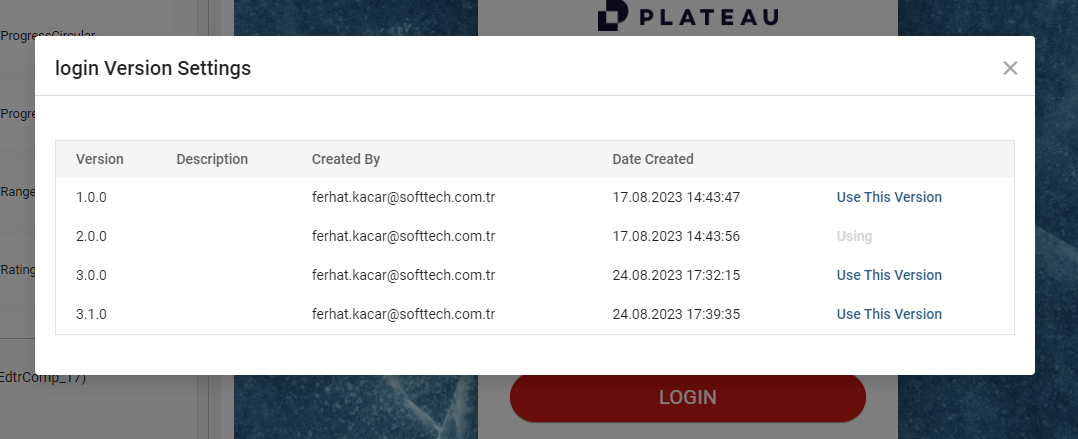 PLATEAU
/ProgressCircular
login Version Settings
/Progre
Version Description Created By Date Created
1.0.0 ferhat.kacar@softtech.com.tr 17.08.2023 14:43:47 Use This Version
/Range
2.0.0 ferhat.kacar@softtech.com.tr 17.08.2023 14:43:56 Using
/Rating
3.0.0 ferhat.kacar@softtech.com.tr 24.08.2023 17:32:15 Use This Version
3.1.0 ferhat.kacar@softtech.com.tr 24.08.2023 17:39:35 Use This Version
EdtrComp_17)
LOGIN